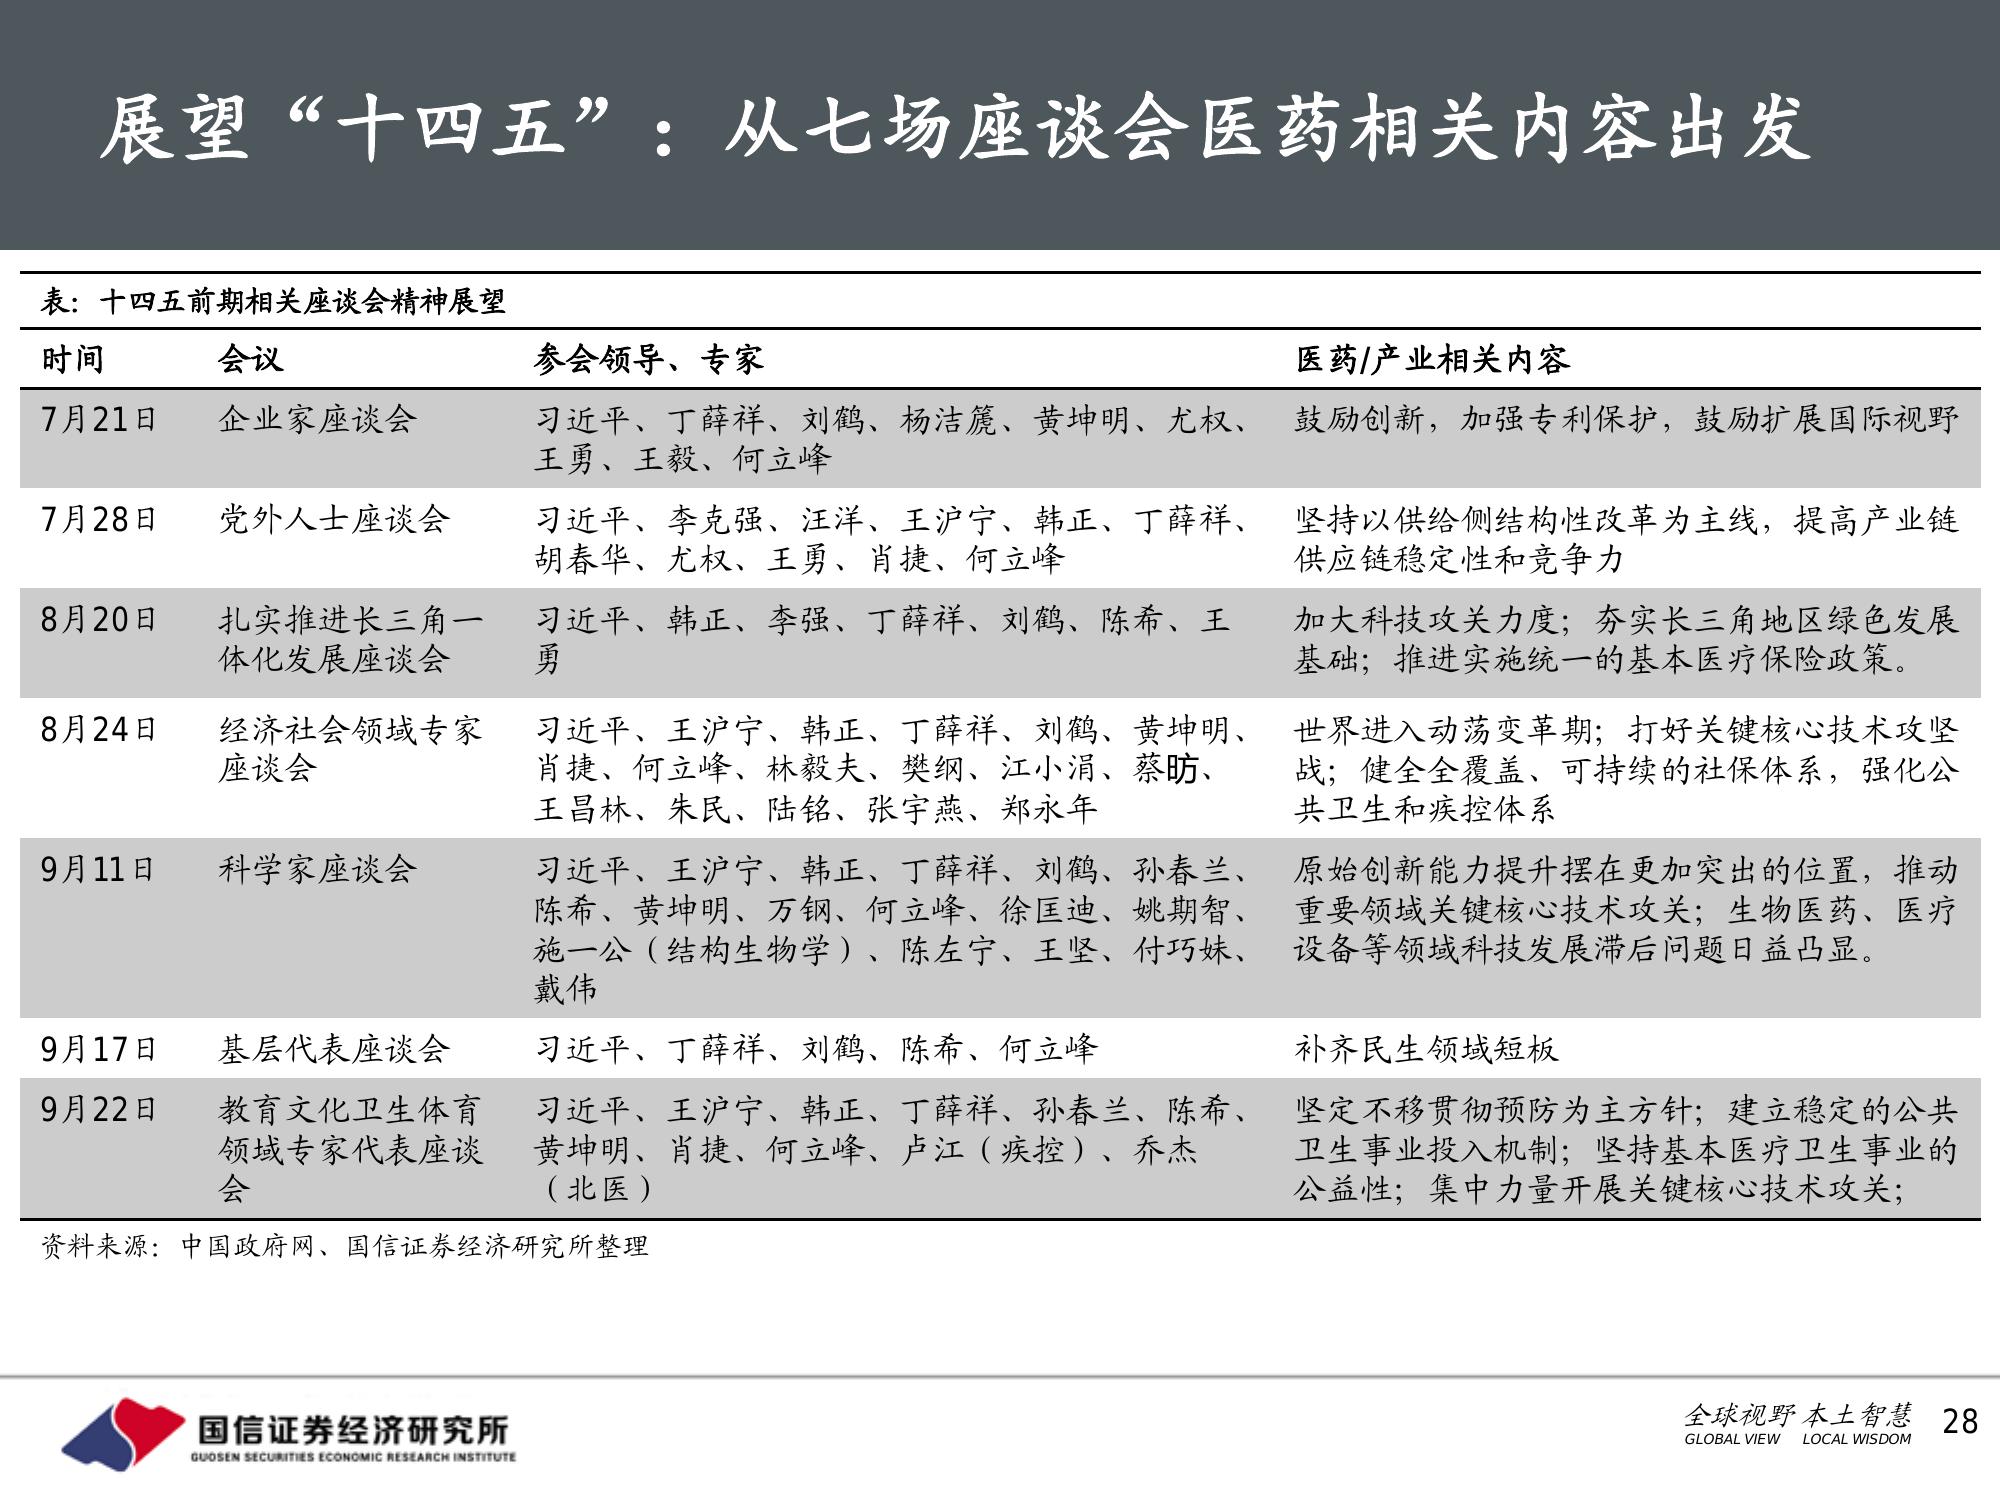 展望“十四五”：从七场座谈会医药相关内容出发
表：十四五前期相关座谈会精神展望
时间 会议 参会领导、专家 医药/产业相关内容
7月21日 企业家座谈会 习近平、丁薛祥、刘鹤、杨洁篪、黄坤明、尤权、 鼓励创新，加强专利保护，鼓励扩展国际视野
王勇、王毅、何立峰
7月28日 党外人士座谈会 习近平、李克强、汪洋、王沪宁、韩正、丁薛祥、 坚持以供给侧结构性改革为主线，提高产业链
胡春华、尤权、王勇、肖捷、何立峰 供应链稳定性和竞争力
8月20日 扎实推进长三角一 习近平、韩正、李强、丁薛祥、刘鹤、陈希、王 加大科技攻关力度；夯实长三角地区绿色发展
体化发展座谈会 勇 基础；推进实施统一的基本医疗保险政策。
8月24日 经济社会领域专家 习近平、王沪宁、韩正、丁薛祥、刘鹤、黄坤明、 世界进入动荡变革期；打好关键核心技术攻坚
座谈会 肖捷、何立峰、林毅夫、樊纲、江小涓、蔡昉、 战；健全全覆盖、可持续的社保体系，强化公
王昌林、朱民、陆铭、张宇燕、郑永年 共卫生和疾控体系
9月11日 科学家座谈会 习近平、王沪宁、韩正、丁薛祥、刘鹤、孙春兰、 原始创新能力提升摆在更加突出的位置，推动
陈希、黄坤明、万钢、何立峰、徐匡迪、姚期智、 重要领域关键核心技术攻关；生物医药、医疗
施一公（结构生物学）、陈左宁、王坚、付巧妹、 设备等领域科技发展滞后问题日益凸显。
戴伟
9月17日 基层代表座谈会 习近平、丁薛祥、刘鹤、陈希、何立峰 补齐民生领域短板
9月22日 教育文化卫生体育 习近平、王沪宁、韩正、丁薛祥、孙春兰、陈希、 坚定不移贯彻预防为主方针；建立稳定的公共
领域专家代表座谈 黄坤明、肖捷、何立峰、卢江（疾控）、乔杰 卫生事业投入机制；坚持基本医疗卫生事业的
会 （北医） 公益性；集中力量开展关键核心技术攻关；
资料来源：中国政府网、国信证券经济研究所整理
国信证券经济研究所
GUOSEN SECURITIES ECONOMIC RESEARCH INSTITUTE
全球视野 本土智慧
GLOBAL VIEW LOCAL WISDOM
28